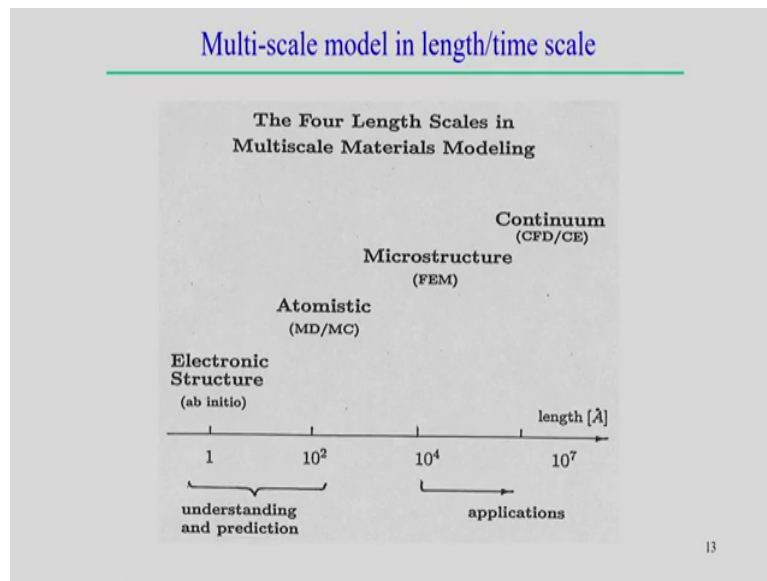 Multi-scale model in length/time scale
The Four Length Scales in
Multiscale Materials Modeling
Continuum
(CFD/CE)
Microstructure
(FEM)
Atomistic
(MD/MC)
Electronic
Structure
(ab initio)
length [Å]
1 10² 10⁴ 10⁷
understanding
and prediction
applications
13